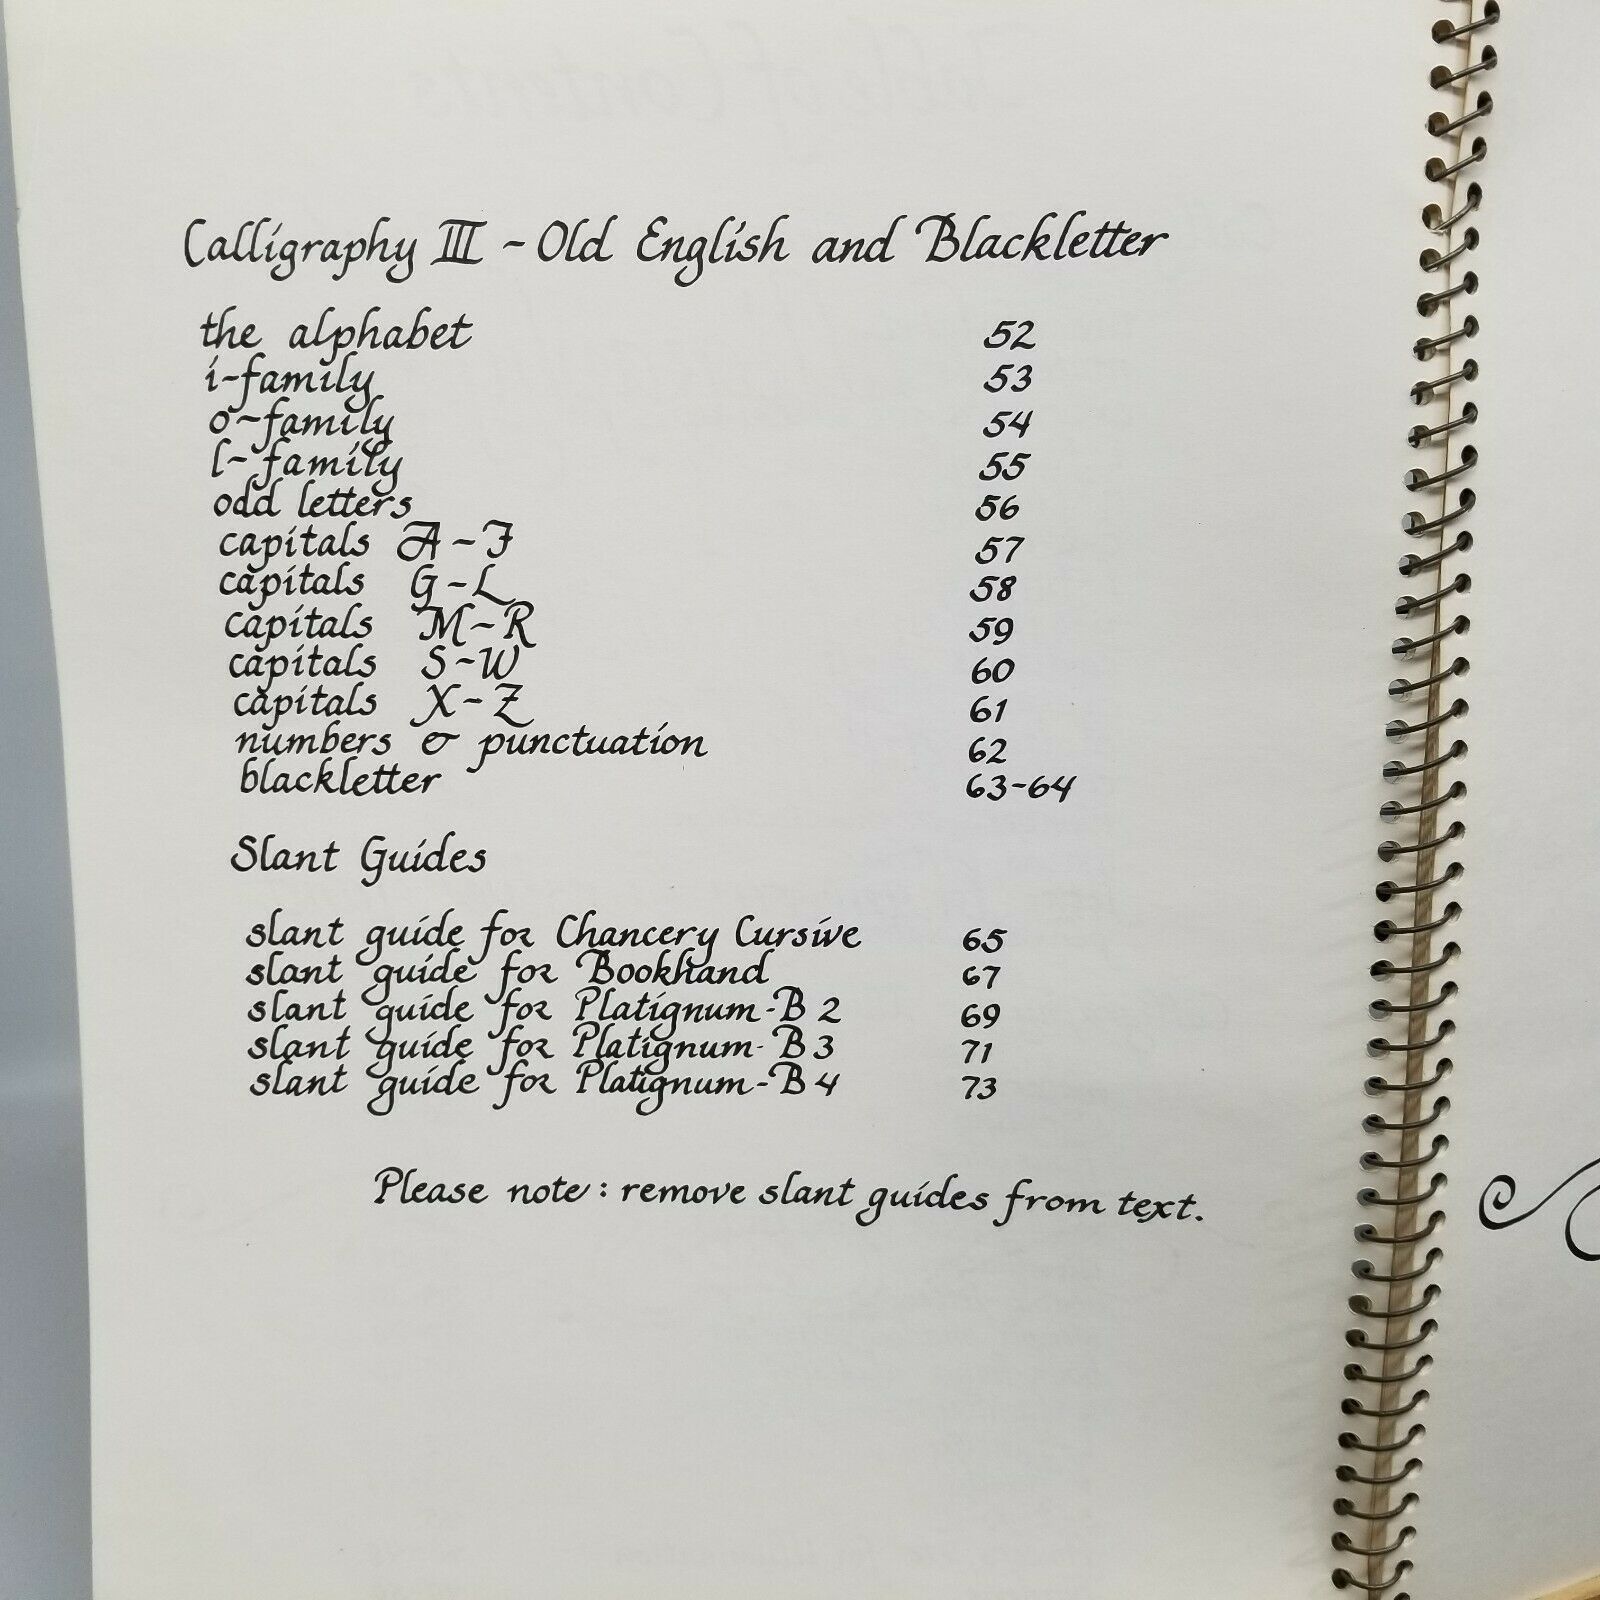 Calligraphy III ~ Old English and Blackletter
the alphabet 52
i-family 53
o-family 54
l-family 55
odd letters 56
capitals A-F 57
capitals G-L 58
capitals M-R 59
capitals S-W 60
capitals X-Z 61
numbers & punctuation 62
blackletter 63-64
Slant Guides
slant guide for Chancery Cursive 65
slant guide for Bookhand 67
slant guide for Platignum-B 2 69
slant guide for Platignum-B 3 71
slant guide for Platignum-B 4 73
Please note: remove slant guides from text.